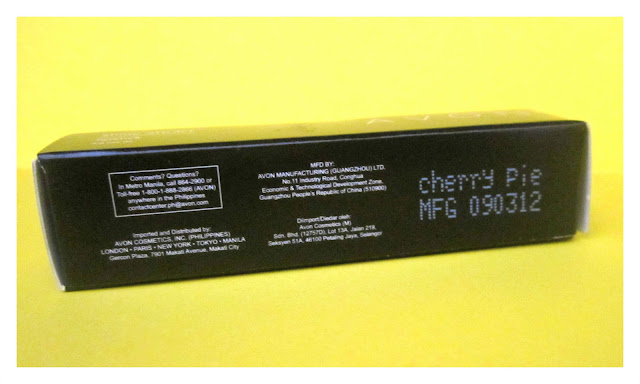 Comments? Questions?
In Metro Manila, call 864-2900 or
Toll-free 1-800-1-888-2866 (AVON)
anywhere in the Philippines
contactcenter.ph@avon.com
Imported and Distributed by:
AVON COSMETICS, INC. (PHILIPPINES)
LONDON • PARIS • NEW YORK • TOKYO • MANILA
Gercon Plaza, 7901 Makati Avenue, Makati City
MFD BY:
AVON MANUFACTURING (GUANGZHOU) LTD.
No.11 Industry Road, Conghua
Economic & Technological Development Zone,
Guangzhou People's Republic of China (510900)
Diimport/Diedar oleh:
Avon Cosmetics (M)
Sdn. Bhd. (12757D), Lot 13A, Jalan 219,
Seksyen 51A, 46100 Petaling Jaya, Selangor
cherry Pie
MFG 090312
AVON